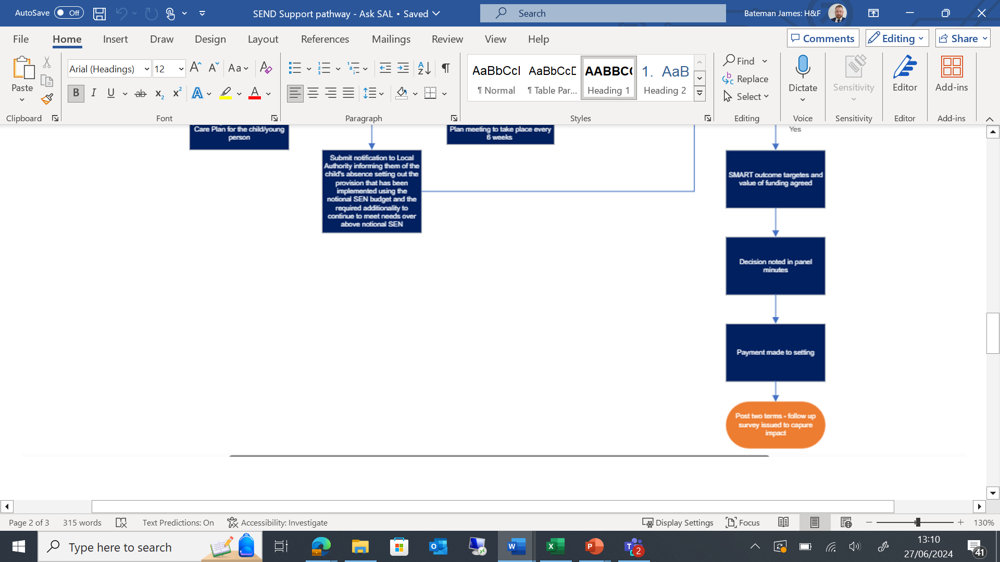 AutoSave Off
SEND Support pathway - Ask SAL • Saved
Search
Bateman James: H&F
File Home Insert Draw Design Layout References Mailings Review View Help
Comments Editing Share
Paste
Clipboard
Arial (Headings) 12
Aa
B I U ab x2 x2 A A
Font
Paragraph
AaBbCcI AaBbCcD AABBC 1. AaB
¶ Normal ¶ Table Par... Heading 1 Heading 2
Styles
Find
Replace
Select
Editing
Dictate
Voice
Sensitivity
Sensitivity
Editor
Editor
Add-ins
Add-ins
Care Plan for the child/young
person
Plan meeting to take place every
6 weeks
Yes
Submit notification to Local
Authority informing them of the
child's absence setting out the
provision that has been
implemented using the
notional SEN budget and the
required additionality to
continue to meet needs over
above notional SEN
SMART outcome targetes and
value of funding agreed
Decision noted in panel
minutes
Payment made to setting
Post two terms - follow up
survey issued to capure
impact
Page 2 of 3 315 words Text Predictions: On Accessibility: Investigate Display Settings Focus 130%
Type here to search
2
13:10
27/06/2024
41